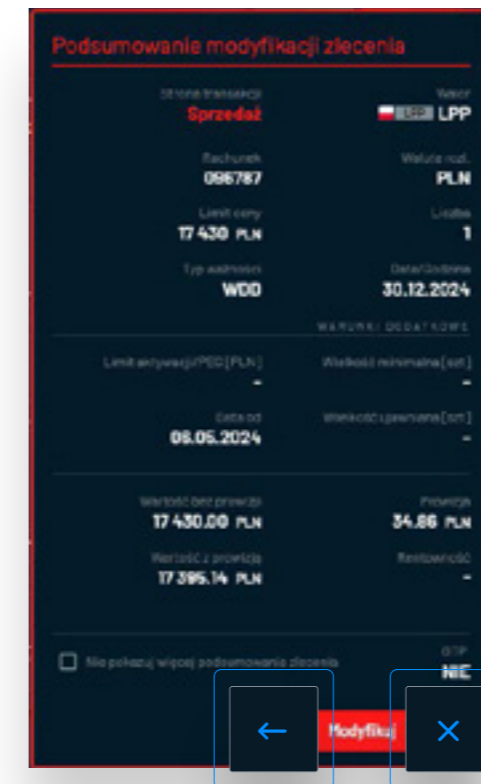 Podsumowanie modyfikacji zlecenia
Strona transakcji Walor
Sprzedaż LPP LPP
Rachunek Waluta rozl.
096787 PLN
Limit ceny Liczba
17 430 PLN 1
Typ ważności Data/Godzina
WDD 30.12.2024
WARUNKI DODATKOWE
Limit aktywacji/PEG [PLN] Wielkość minimalna [szt]
- -
Data od Wielkość ujawniana [szt]
06.05.2024 -
Wartość bez prowizji Prowizja
17 430.00 PLN 34.86 PLN
Wartość z prowizją Rentowność
17 395.14 PLN -
Nie pokazuj więcej podsumowania zlecenia OTP
NIE
Modyfikuj